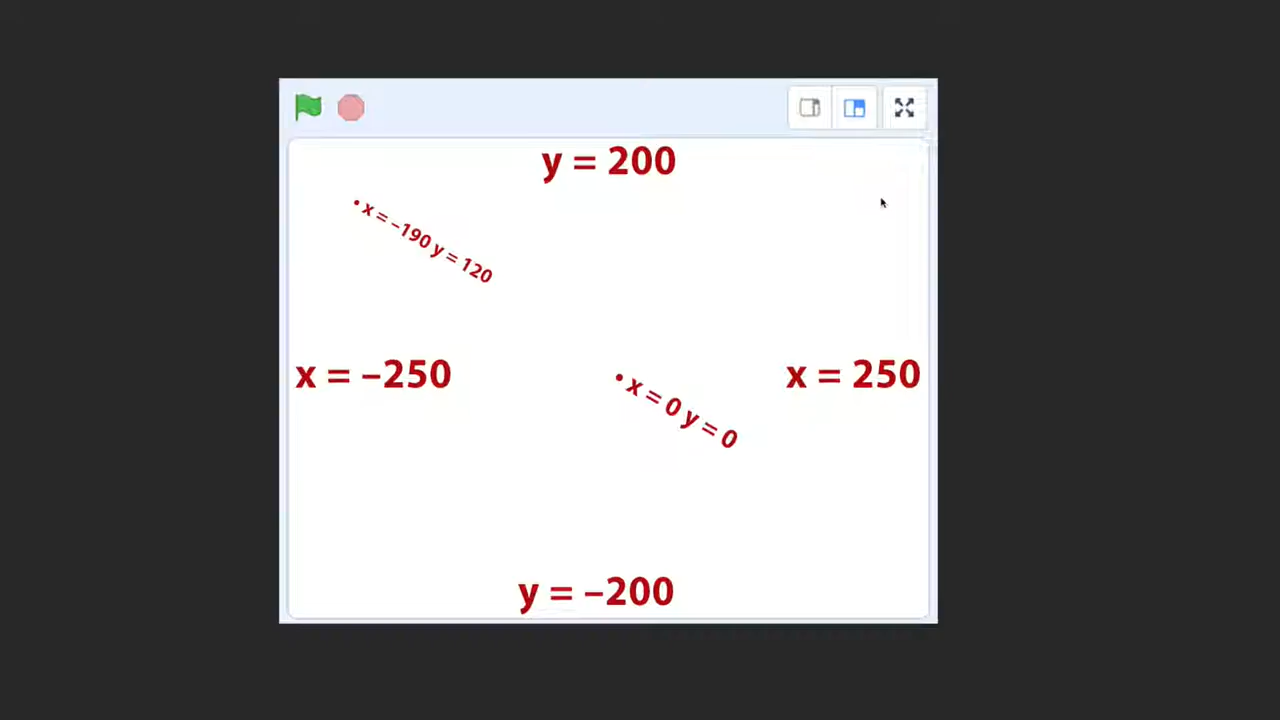 y = 200
• x = –190 y = 120
x = –250
x = 250
• x = 0 y = 0
y = –200